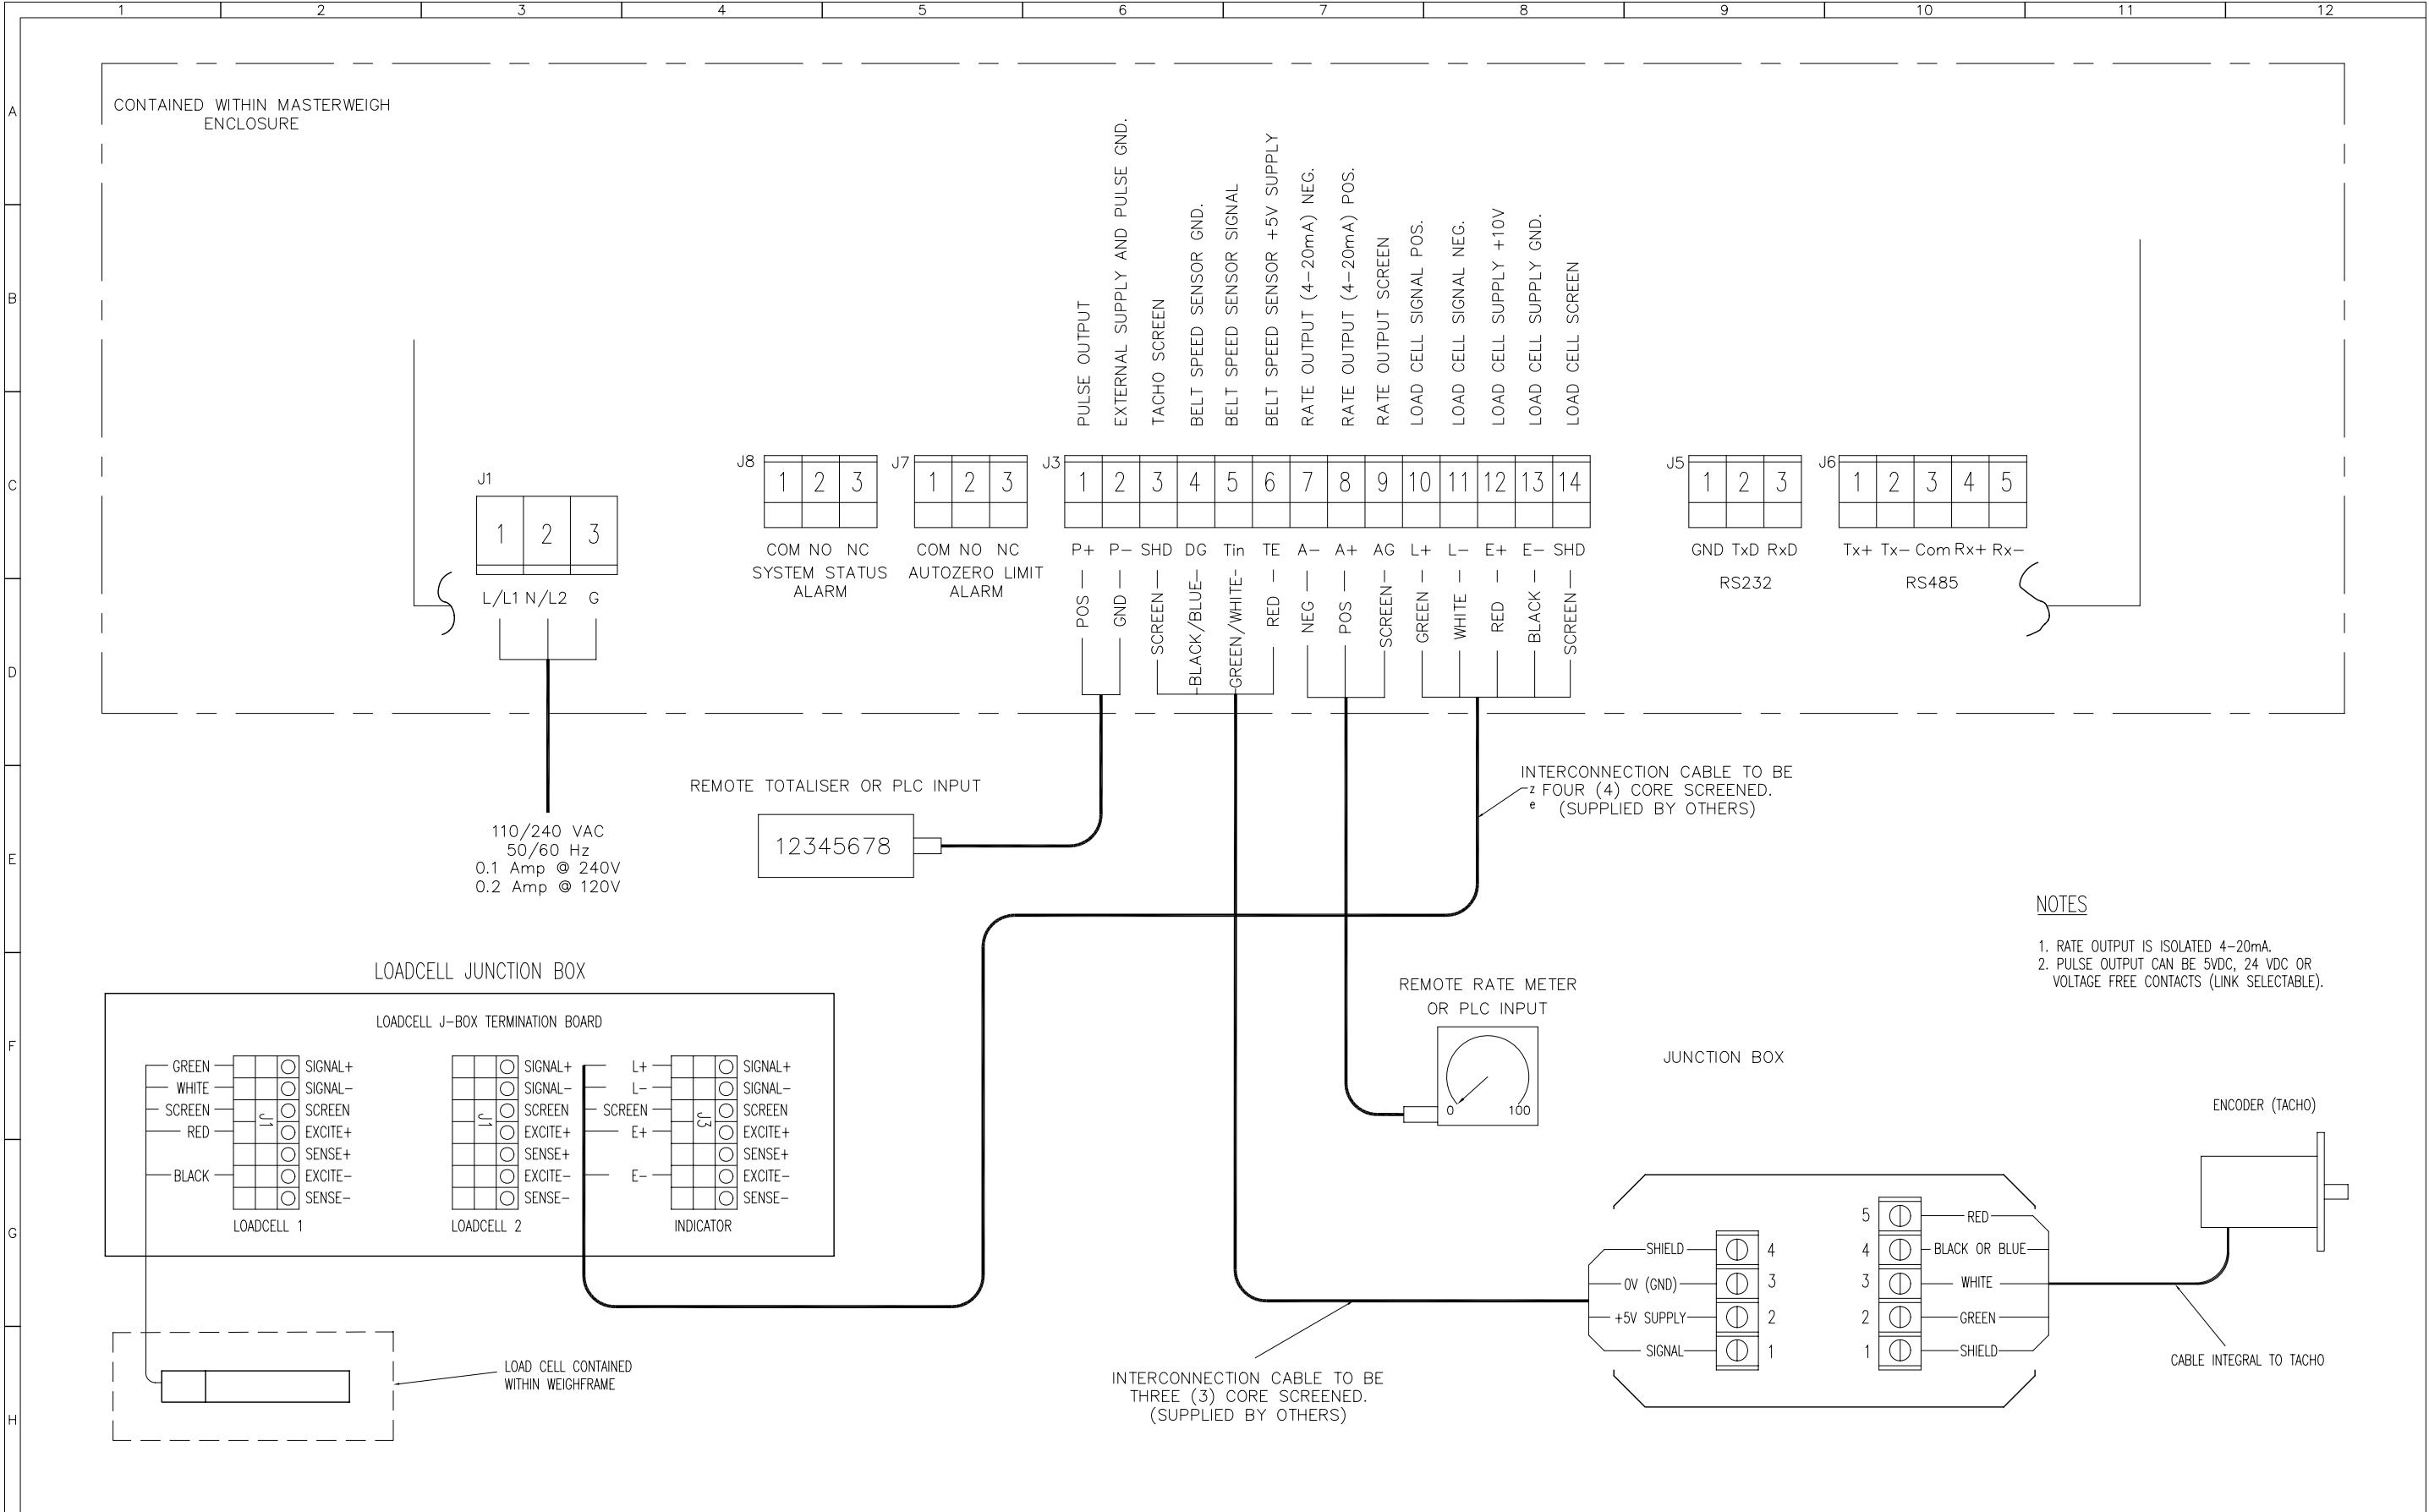 1 2 3 4 5 6 7 8 9 10 11 12
A
B
C
D
E
F
G
H
CONTAINED WITHIN MASTERWEIGH
ENCLOSURE
PULSE OUTPUT
EXTERNAL SUPPLY AND PULSE GND.
TACHO SCREEN
BELT SPEED SENSOR GND.
BELT SPEED SENSOR SIGNAL
BELT SPEED SENSOR +5V SUPPLY
RATE OUTPUT (4-20mA) NEG.
RATE OUTPUT (4-20mA) POS.
RATE OUTPUT SCREEN
LOAD CELL SIGNAL POS.
LOAD CELL SIGNAL NEG.
LOAD CELL SUPPLY +10V
LOAD CELL SUPPLY GND.
LOAD CELL SCREEN
J1
1 2 3
L/L1 N/L2 G
110/240 VAC
50/60 Hz
0.1 Amp @ 240V
0.2 Amp @ 120V
J8
1 2 3
COM NO NC
SYSTEM STATUS
ALARM
J7
1 2 3
COM NO NC
AUTOZERO LIMIT
ALARM
J3
1 2 3 4 5 6 7 8 9 10 11 12 13 14
P+ P- SHD DG Tin TE A- A+ AG L+ L- E+ E- SHD
POS
GND
SCREEN
BLACK/BLUE
GREEN/WHITE
RED
NEG
POS
SCREEN
GREEN
WHITE
RED
BLACK
SCREEN
J5
1 2 3
GND TxD RxD
RS232
J6
1 2 3 4 5
Tx+ Tx- Com Rx+ Rx-
RS485
REMOTE TOTALISER OR PLC INPUT
12345678
INTERCONNECTION CABLE TO BE
z FOUR (4) CORE SCREENED.
e (SUPPLIED BY OTHERS)
NOTES
1. RATE OUTPUT IS ISOLATED 4-20mA.
2. PULSE OUTPUT CAN BE 5VDC, 24 VDC OR
VOLTAGE FREE CONTACTS (LINK SELECTABLE).
LOADCELL JUNCTION BOX
LOADCELL J-BOX TERMINATION BOARD
GREEN
WHITE
SCREEN
RED
BLACK
J1
SIGNAL+
SIGNAL-
SCREEN
EXCITE+
SENSE+
EXCITE-
SENSE-
LOADCELL 1
J1
SIGNAL+
SIGNAL-
SCREEN
EXCITE+
SENSE+
EXCITE-
SENSE-
LOADCELL 2
L+
L-
SCREEN
E+
E-
J3
SIGNAL+
SIGNAL-
SCREEN
EXCITE+
SENSE+
EXCITE-
SENSE-
INDICATOR
LOAD CELL CONTAINED
WITHIN WEIGHFRAME
REMOTE RATE METER
OR PLC INPUT
0 100
JUNCTION BOX
ENCODER (TACHO)
SHIELD 4
0V (GND) 3
+5V SUPPLY 2
SIGNAL 1
5 RED
4 BLACK OR BLUE
3 WHITE
2 GREEN
1 SHIELD
CABLE INTEGRAL TO TACHO
INTERCONNECTION CABLE TO BE
THREE (3) CORE SCREENED.
(SUPPLIED BY OTHERS)